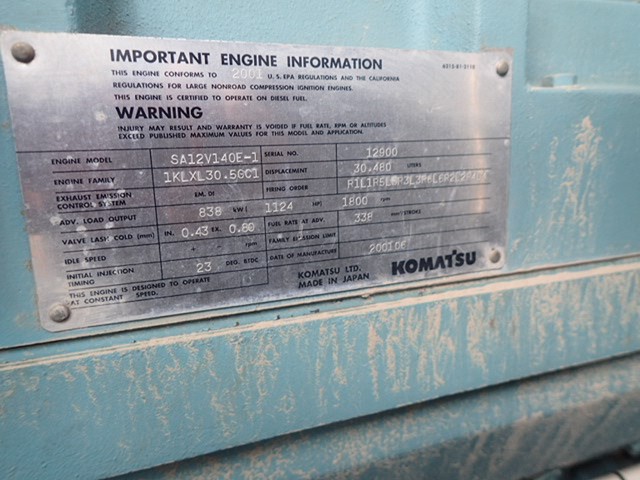 IMPORTANT ENGINE INFORMATION
THIS ENGINE CONFORMS TO 2001 U.S. EPA REGULATIONS AND THE CALIFORNIA
REGULATIONS FOR LARGE NONROAD COMPRESSION IGNITION ENGINES.
THIS ENGINE IS CERTIFIED TO OPERATE ON DIESEL FUEL.
WARNING
INJURY MAY RESULT AND WARRANTY IS VOIDED IF FUEL RATE, RPM OR ALTITUDES
EXCEED PUBLISHED MAXIMUM VALUES FOR THIS MODEL AND APPLICATION.
ENGINE MODEL SA12V140E-1 SERIAL NO. 12900
ENGINE FAMILY 1KLXL30.5GC1 DISPLACEMENT 30.480 LITERS
EXHAUST EMISSION CONTROL SYSTEM EM. DI FIRING ORDER
ADV. LOAD OUTPUT 838 kW ( 1124 HP) 1800 rpm
VALVE LASH COLD (mm) IN. 0.43 EX. 0.80 FUEL RATE AT ADV. 338 mm³/STROKE
IDLE SPEED - rpm FAMILY EMISSION LIMIT
INITIAL INJECTION TIMING 23 DEG. BTDC DATE OF MANUFACTURE 200106
THIS ENGINE IS DESIGNED TO OPERATE
AT CONSTANT SPEED.
KOMATSU LTD.
MADE IN JAPAN
KOMATSU